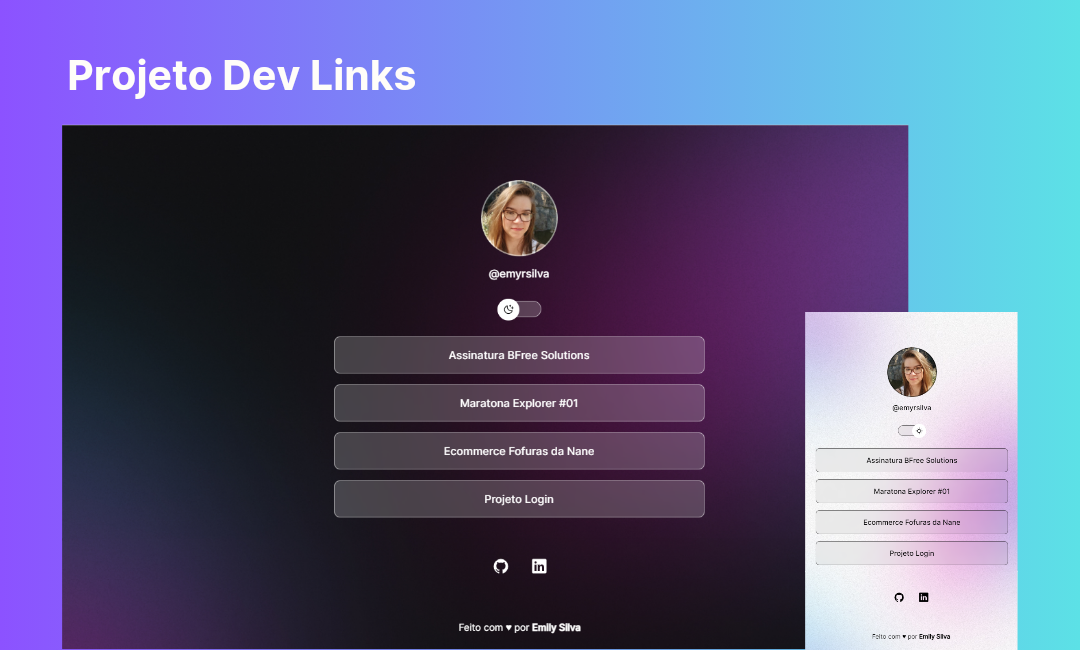 Projeto Dev Links
@emyrsilva
Assinatura BFree Solutions
Maratona Explorer #01
Ecommerce Fofuras da Nane
Projeto Login
Feito com ♥ por Emily Silva
@emyrsilva
Assinatura BFree Solutions
Maratona Explorer #01
Ecommerce Fofuras da Nane
Projeto Login
Feito com ♥ por Emily Silva